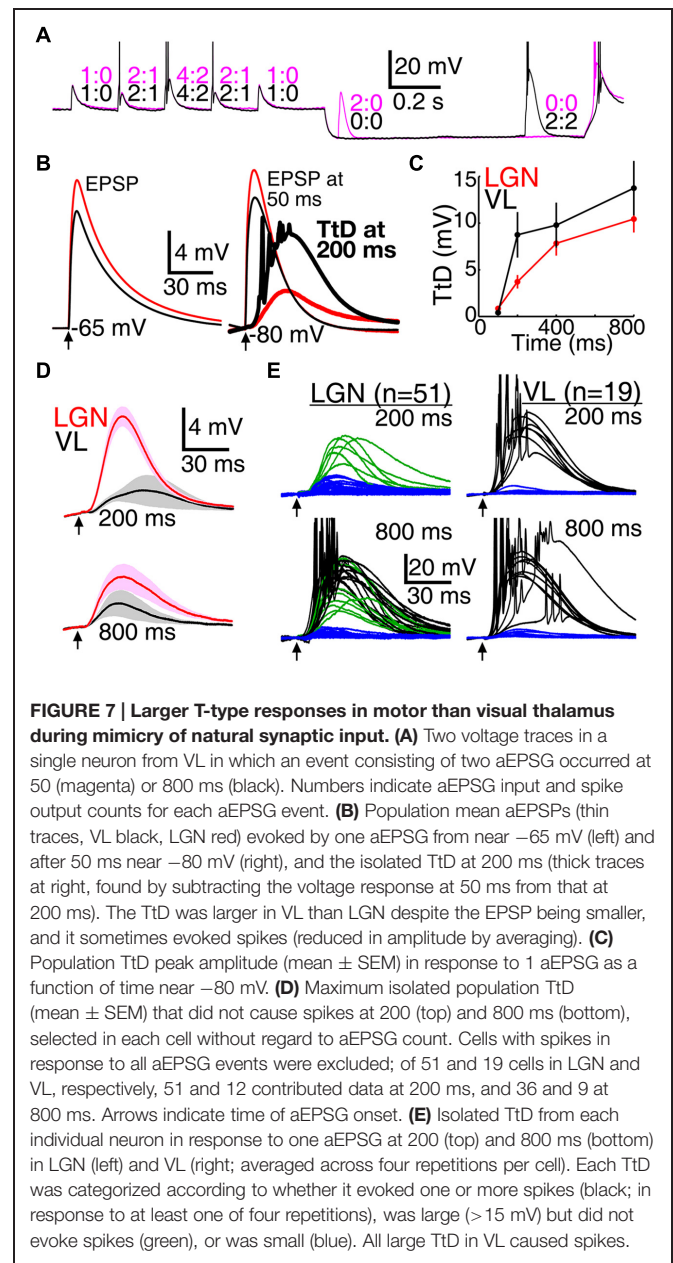 A
1:0 2:1 4:2 2:1 1:0
1:0 2:1 4:2 2:1 1:0
20 mV
0.2 s
2:0
0:0
0:0
2:2
B
EPSP
4 mV
30 ms
-65 mV
EPSP at
50 ms
TtD at
200 ms
-80 mV
C
LGN
VL
TtD (mV)
15
10
5
0
0 400 800
Time (ms)
D
LGN
VL
4 mV
30 ms
200 ms
800 ms
E
LGN (n=51)
200 ms
VL (n=19)
200 ms
800 ms
20 mV
30 ms
800 ms
FIGURE 7 | Larger T-type responses in motor than visual thalamus
during mimicry of natural synaptic input. (A) Two voltage traces in a
single neuron from VL in which an event consisting of two aEPSG occurred at
50 (magenta) or 800 ms (black). Numbers indicate aEPSG input and spike
output counts for each aEPSG event. (B) Population mean aEPSPs (thin
traces, VL black, LGN red) evoked by one aEPSG from near −65 mV (left) and
after 50 ms near −80 mV (right), and the isolated TtD at 200 ms (thick traces
at right, found by subtracting the voltage response at 50 ms from that at
200 ms). The TtD was larger in VL than LGN despite the EPSP being smaller,
and it sometimes evoked spikes (reduced in amplitude by averaging). (C)
Population TtD peak amplitude (mean ± SEM) in response to 1 aEPSG as a
function of time near −80 mV. (D) Maximum isolated population TtD
(mean ± SEM) that did not cause spikes at 200 (top) and 800 ms (bottom),
selected in each cell without regard to aEPSG count. Cells with spikes in
response to all aEPSG events were excluded; of 51 and 19 cells in LGN and
VL, respectively, 51 and 12 contributed data at 200 ms, and 36 and 9 at
800 ms. Arrows indicate time of aEPSG onset. (E) Isolated TtD from each
individual neuron in response to one aEPSG at 200 (top) and 800 ms (bottom)
in LGN (left) and VL (right; averaged across four repetitions per cell). Each TtD
was categorized according to whether it evoked one or more spikes (black; in
response to at least one of four repetitions), was large (>15 mV) but did not
evoke spikes (green), or was small (blue). All large TtD in VL caused spikes.